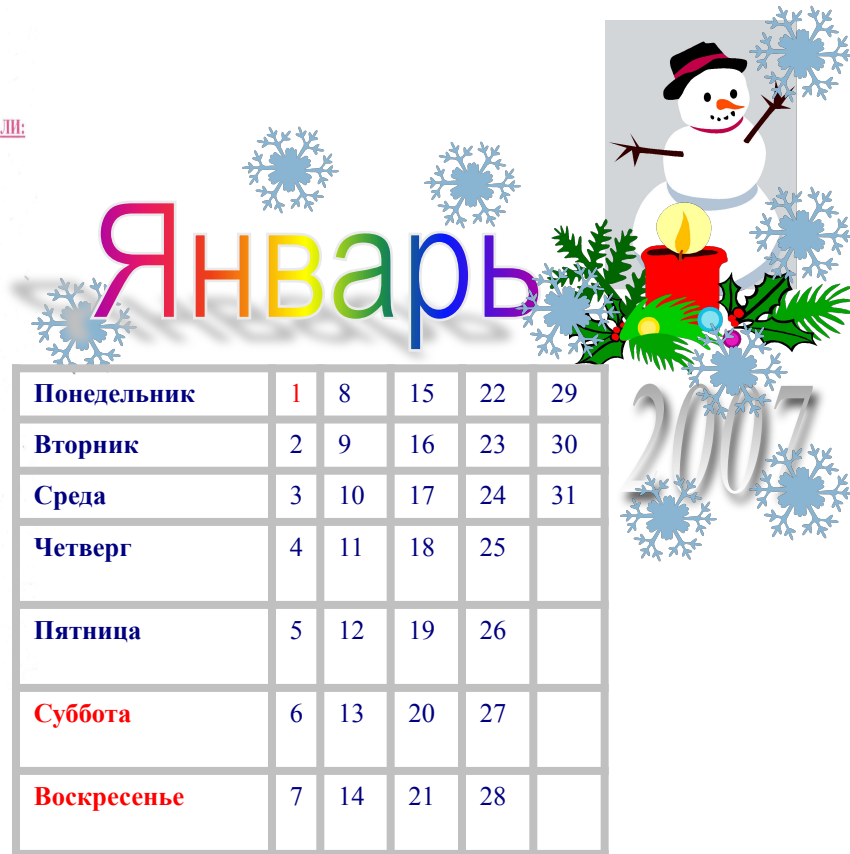 ЛИ:
Январь
Понедельник 1 8 15 22 29
Вторник 2 9 16 23 30
Среда 3 10 17 24 31
Четверг 4 11 18 25
Пятница 5 12 19 26
Суббота 6 13 20 27
Воскресенье 7 14 21 28
2007